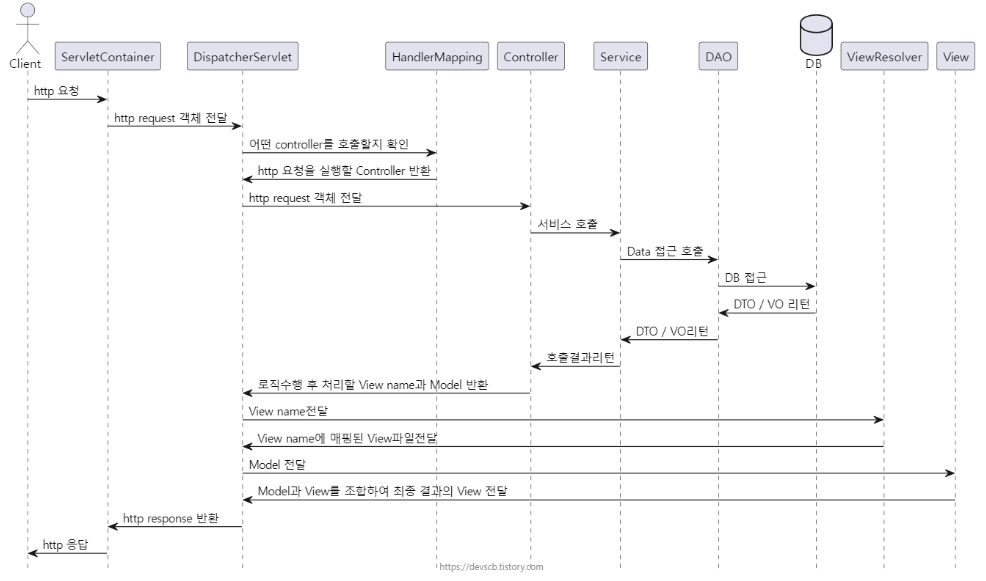 Client
ServletContainer
DispatcherServlet
HandlerMapping
Controller
Service
DAO
DB
ViewResolver
View
http 요청
http request 객체 전달
어떤 controller를 호출할지 확인
http 요청을 실행할 Controller 반환
http request 객체 전달
서비스 호출
Data 접근 호출
DB 접근
DTO / VO 리턴
DTO / VO리턴
호출결과리턴
로직수행 후 처리할 View name과 Model 반환
View name전달
View name에 매핑된 View파일전달
Model 전달
Model과 View를 조합하여 최종 결과의 View 전달
http response 반환
http 응답
https://devscb.tistory.com